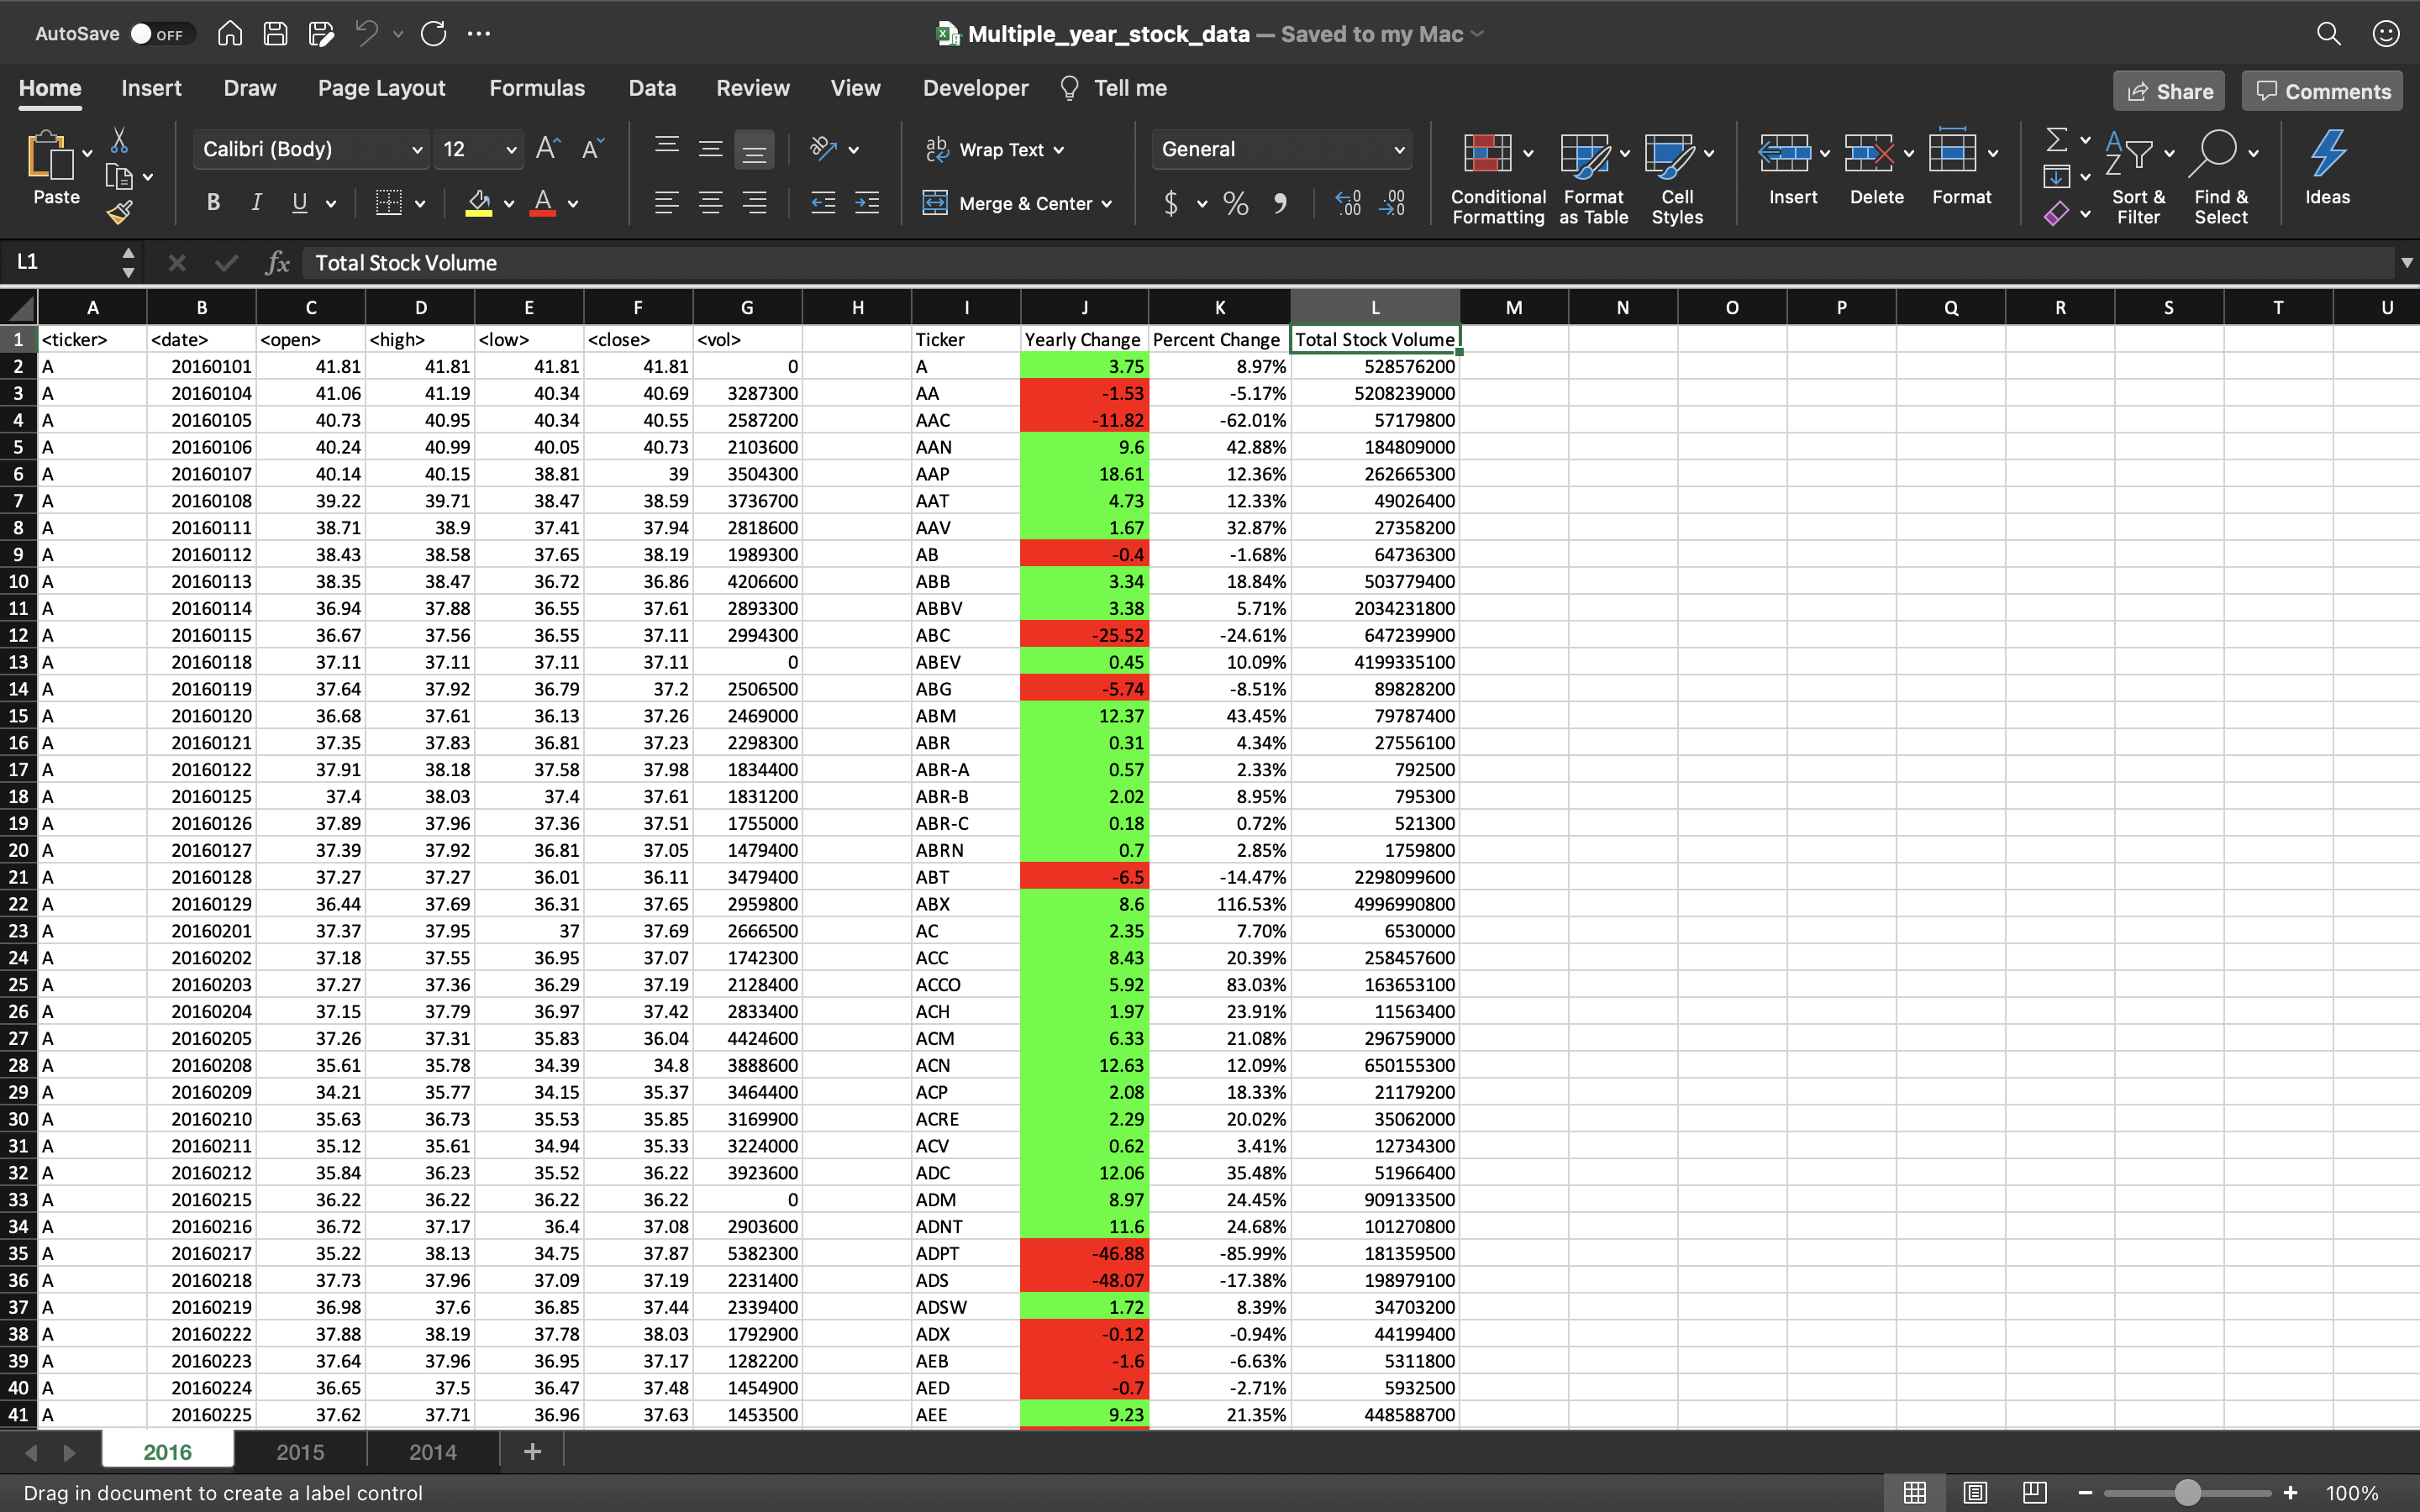 AutoSave OFF Multiple_year_stock_data — Saved to my Mac
Home Insert Draw Page Layout Formulas Data Review View Developer Tell me Share Comments
Paste Calibri (Body) 12 A^ A˅ Wrap Text General Conditional Formatting Format as Table Cell Styles Insert Delete Format Sort & Filter Find & Select Ideas
B I U A Merge & Center $ % 9
L1 fx Total Stock Volume
A B C D E F G H I J K L M N O P Q R S T U
1 <ticker> <date> <open> <high> <low> <close> <vol> Ticker Yearly Change Percent Change Total Stock Volume
2 A 20160101 41.81 41.81 41.81 41.81 0 A 3.75 8.97% 528576200
3 A 20160104 41.06 41.19 40.34 40.69 3287300 AA -1.53 -5.17% 5208239000
4 A 20160105 40.73 40.95 40.34 40.55 2587200 AAC -11.82 -62.01% 57179800
5 A 20160106 40.24 40.99 40.05 40.73 2103600 AAN 9.6 42.88% 184809000
6 A 20160107 40.14 40.15 38.81 39 3504300 AAP 18.61 12.36% 262665300
7 A 20160108 39.22 39.71 38.47 38.59 3736700 AAT 4.73 12.33% 49026400
8 A 20160111 38.71 38.9 37.41 37.94 2818600 AAV 1.67 32.87% 27358200
9 A 20160112 38.43 38.58 37.65 38.19 1989300 AB -0.4 -1.68% 64736300
10 A 20160113 38.35 38.47 36.72 36.86 4206600 ABB 3.34 18.84% 503779400
11 A 20160114 36.94 37.88 36.55 37.61 2893300 ABBV 3.38 5.71% 2034231800
12 A 20160115 36.67 37.56 36.55 37.11 2994300 ABC -25.52 -24.61% 647239900
13 A 20160118 37.11 37.11 37.11 37.11 0 ABEV 0.45 10.09% 4199335100
14 A 20160119 37.64 37.92 36.79 37.2 2506500 ABG -5.74 -8.51% 89828200
15 A 20160120 36.68 37.61 36.13 37.26 2469000 ABM 12.37 43.45% 79787400
16 A 20160121 37.35 37.83 36.81 37.23 2298300 ABR 0.31 4.34% 27556100
17 A 20160122 37.91 38.18 37.58 37.98 1834400 ABR-A 0.57 2.33% 792500
18 A 20160125 37.4 38.03 37.4 37.61 1831200 ABR-B 2.02 8.95% 795300
19 A 20160126 37.89 37.96 37.36 37.51 1755000 ABR-C 0.18 0.72% 521300
20 A 20160127 37.39 37.92 36.81 37.05 1479400 ABRN 0.7 2.85% 1759800
21 A 20160128 37.27 37.27 36.01 36.11 3479400 ABT -6.5 -14.47% 2298099600
22 A 20160129 36.44 37.69 36.31 37.65 2959800 ABX 8.6 116.53% 4996990800
23 A 20160201 37.37 37.95 37 37.69 2666500 AC 2.35 7.70% 6530000
24 A 20160202 37.18 37.55 36.95 37.07 1742300 ACC 8.43 20.39% 258457600
25 A 20160203 37.27 37.36 36.29 37.19 2128400 ACCO 5.92 83.03% 163653100
26 A 20160204 37.15 37.79 36.97 37.42 2833400 ACH 1.97 23.91% 11563400
27 A 20160205 37.26 37.31 35.83 36.04 4424600 ACM 6.33 21.08% 296759000
28 A 20160208 35.61 35.78 34.39 34.8 3888600 ACN 12.63 12.09% 650155300
29 A 20160209 34.21 35.77 34.15 35.37 3464400 ACP 2.08 18.33% 21179200
30 A 20160210 35.63 36.73 35.53 35.85 3169900 ACRE 2.29 20.02% 35062000
31 A 20160211 35.12 35.61 34.94 35.33 3224000 ACV 0.62 3.41% 12734300
32 A 20160212 35.84 36.23 35.52 36.22 3923600 ADC 12.06 35.48% 51966400
33 A 20160215 36.22 36.22 36.22 36.22 0 ADM 8.97 24.45% 909133500
34 A 20160216 36.72 37.17 36.4 37.08 2903600 ADNT 11.6 24.68% 101270800
35 A 20160217 35.22 38.13 34.75 37.87 5382300 ADPT -46.88 -85.99% 181359500
36 A 20160218 37.73 37.96 37.09 37.19 2231400 ADS -48.07 -17.38% 198979100
37 A 20160219 36.98 37.6 36.85 37.44 2339400 ADSW 1.72 8.39% 34703200
38 A 20160222 37.88 38.19 37.78 38.03 1792900 ADX -0.12 -0.94% 44199400
39 A 20160223 37.64 37.96 36.95 37.17 1282200 AEB -1.6 -6.63% 5311800
40 A 20160224 36.65 37.5 36.47 37.48 1454900 AED -0.7 -2.71% 5932500
41 A 20160225 37.62 37.71 36.96 37.63 1453500 AEE 9.23 21.35% 448588700
2016 2015 2014 +
Drag in document to create a label control 100%